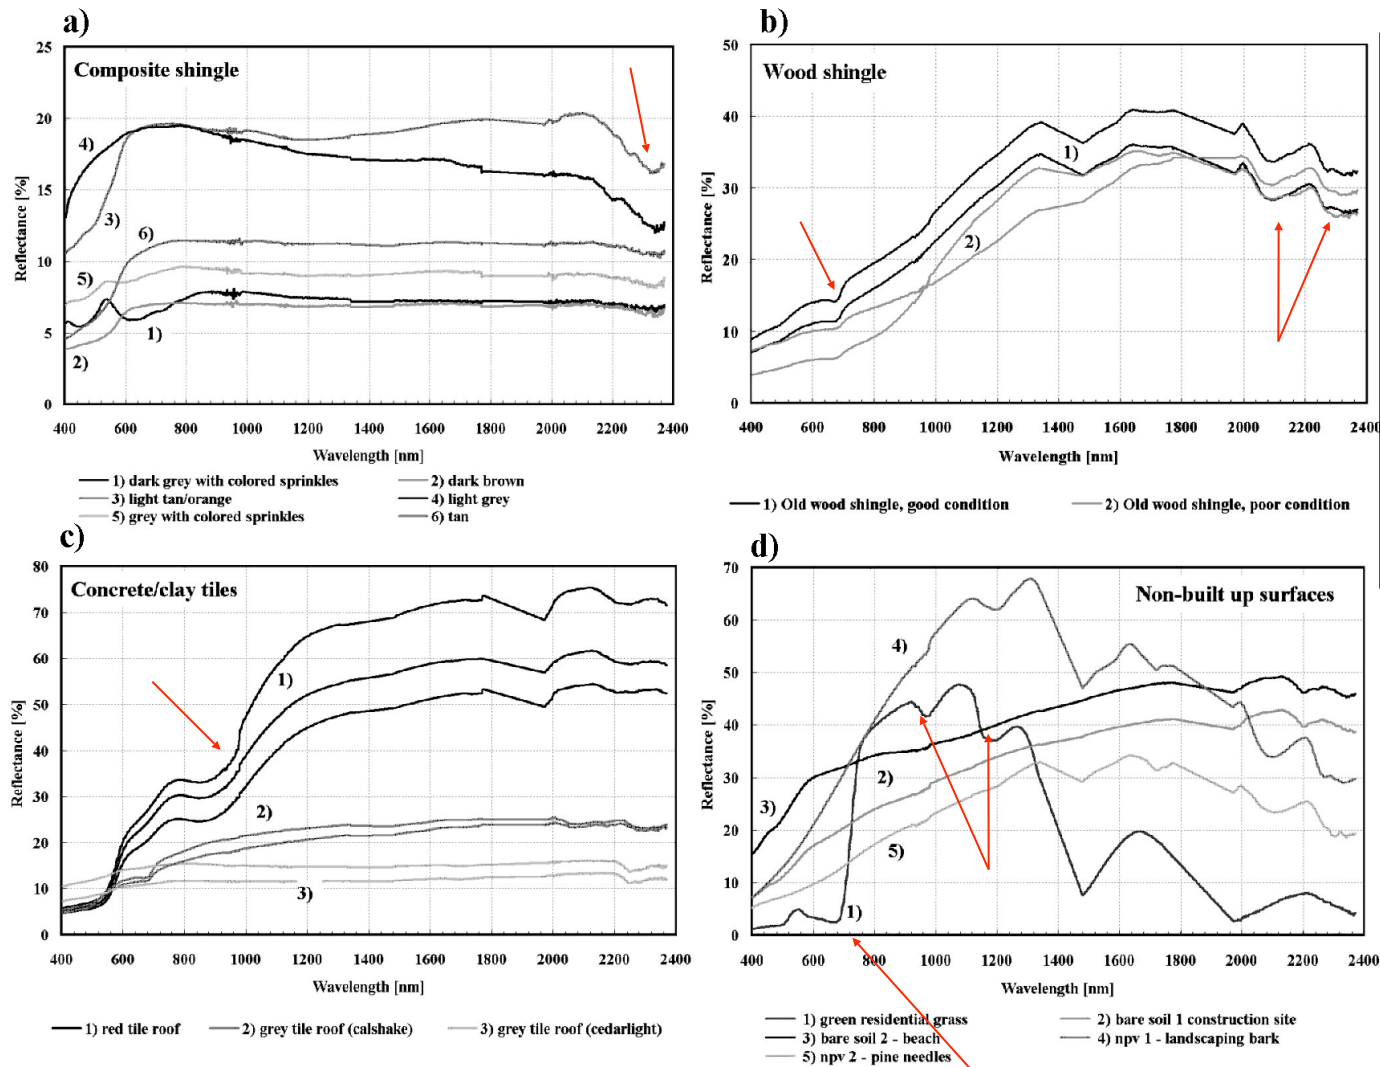 a)
25
20
15
10
5
0
Reflectance [%]
Composite shingle
4)
3)
6)
5)
1)
2)
400 600 800 1000 1200 1400 1600 1800 2000 2200 2400
Wavelength [nm]
1) dark grey with colored sprinkles
2) dark brown
3) light tan/orange
4) light grey
5) grey with colored sprinkles
6) tan
b)
50
40
30
20
10
0
Reflectance [%]
Wood shingle
1)
2)
400 600 800 1000 1200 1400 1600 1800 2000 2200 2400
Wavelength [nm]
1) Old wood shingle, good condition
2) Old wood shingle, poor condition
c)
80
70
60
50
40
30
20
10
0
Reflectance [%]
Concrete/clay tiles
1)
2)
3)
400 600 800 1000 1200 1400 1600 1800 2000 2200 2400
Wavelength [nm]
1) red tile roof
2) grey tile roof (calshake)
3) grey tile roof (cedarlight)
d)
70
60
50
40
30
20
10
0
Reflectance [%]
Non-built up surfaces
4)
2)
3)
5)
1)
400 600 800 1000 1200 1400 1600 1800 2000 2200 2400
Wavelength [nm]
1) green residential grass
2) bare soil 1 construction site
3) bare soil 2 - beach
4) npv 1 - landscaping bark
5) npv 2 - pine needles